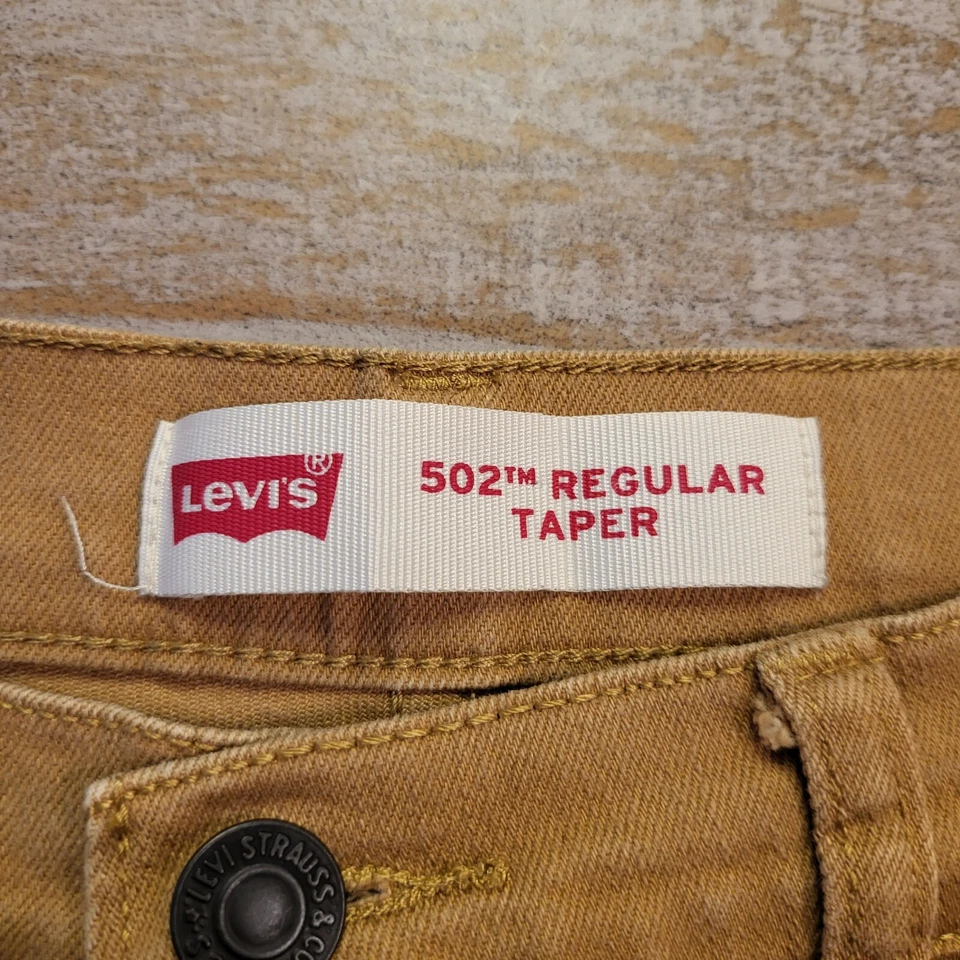 LEVI'S®
502™ REGULAR
TAPER
LEVI STRAUSS & CO